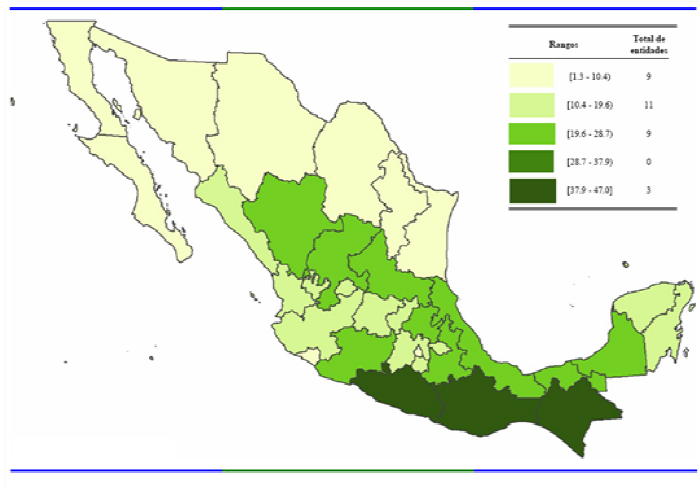 Rangos Total de
entidades
[1.3 - 10.4) 9
[10.4 - 19.6) 11
[19.6 - 28.7) 9
[28.7 - 37.9) 0
[37.9 - 47.0] 3